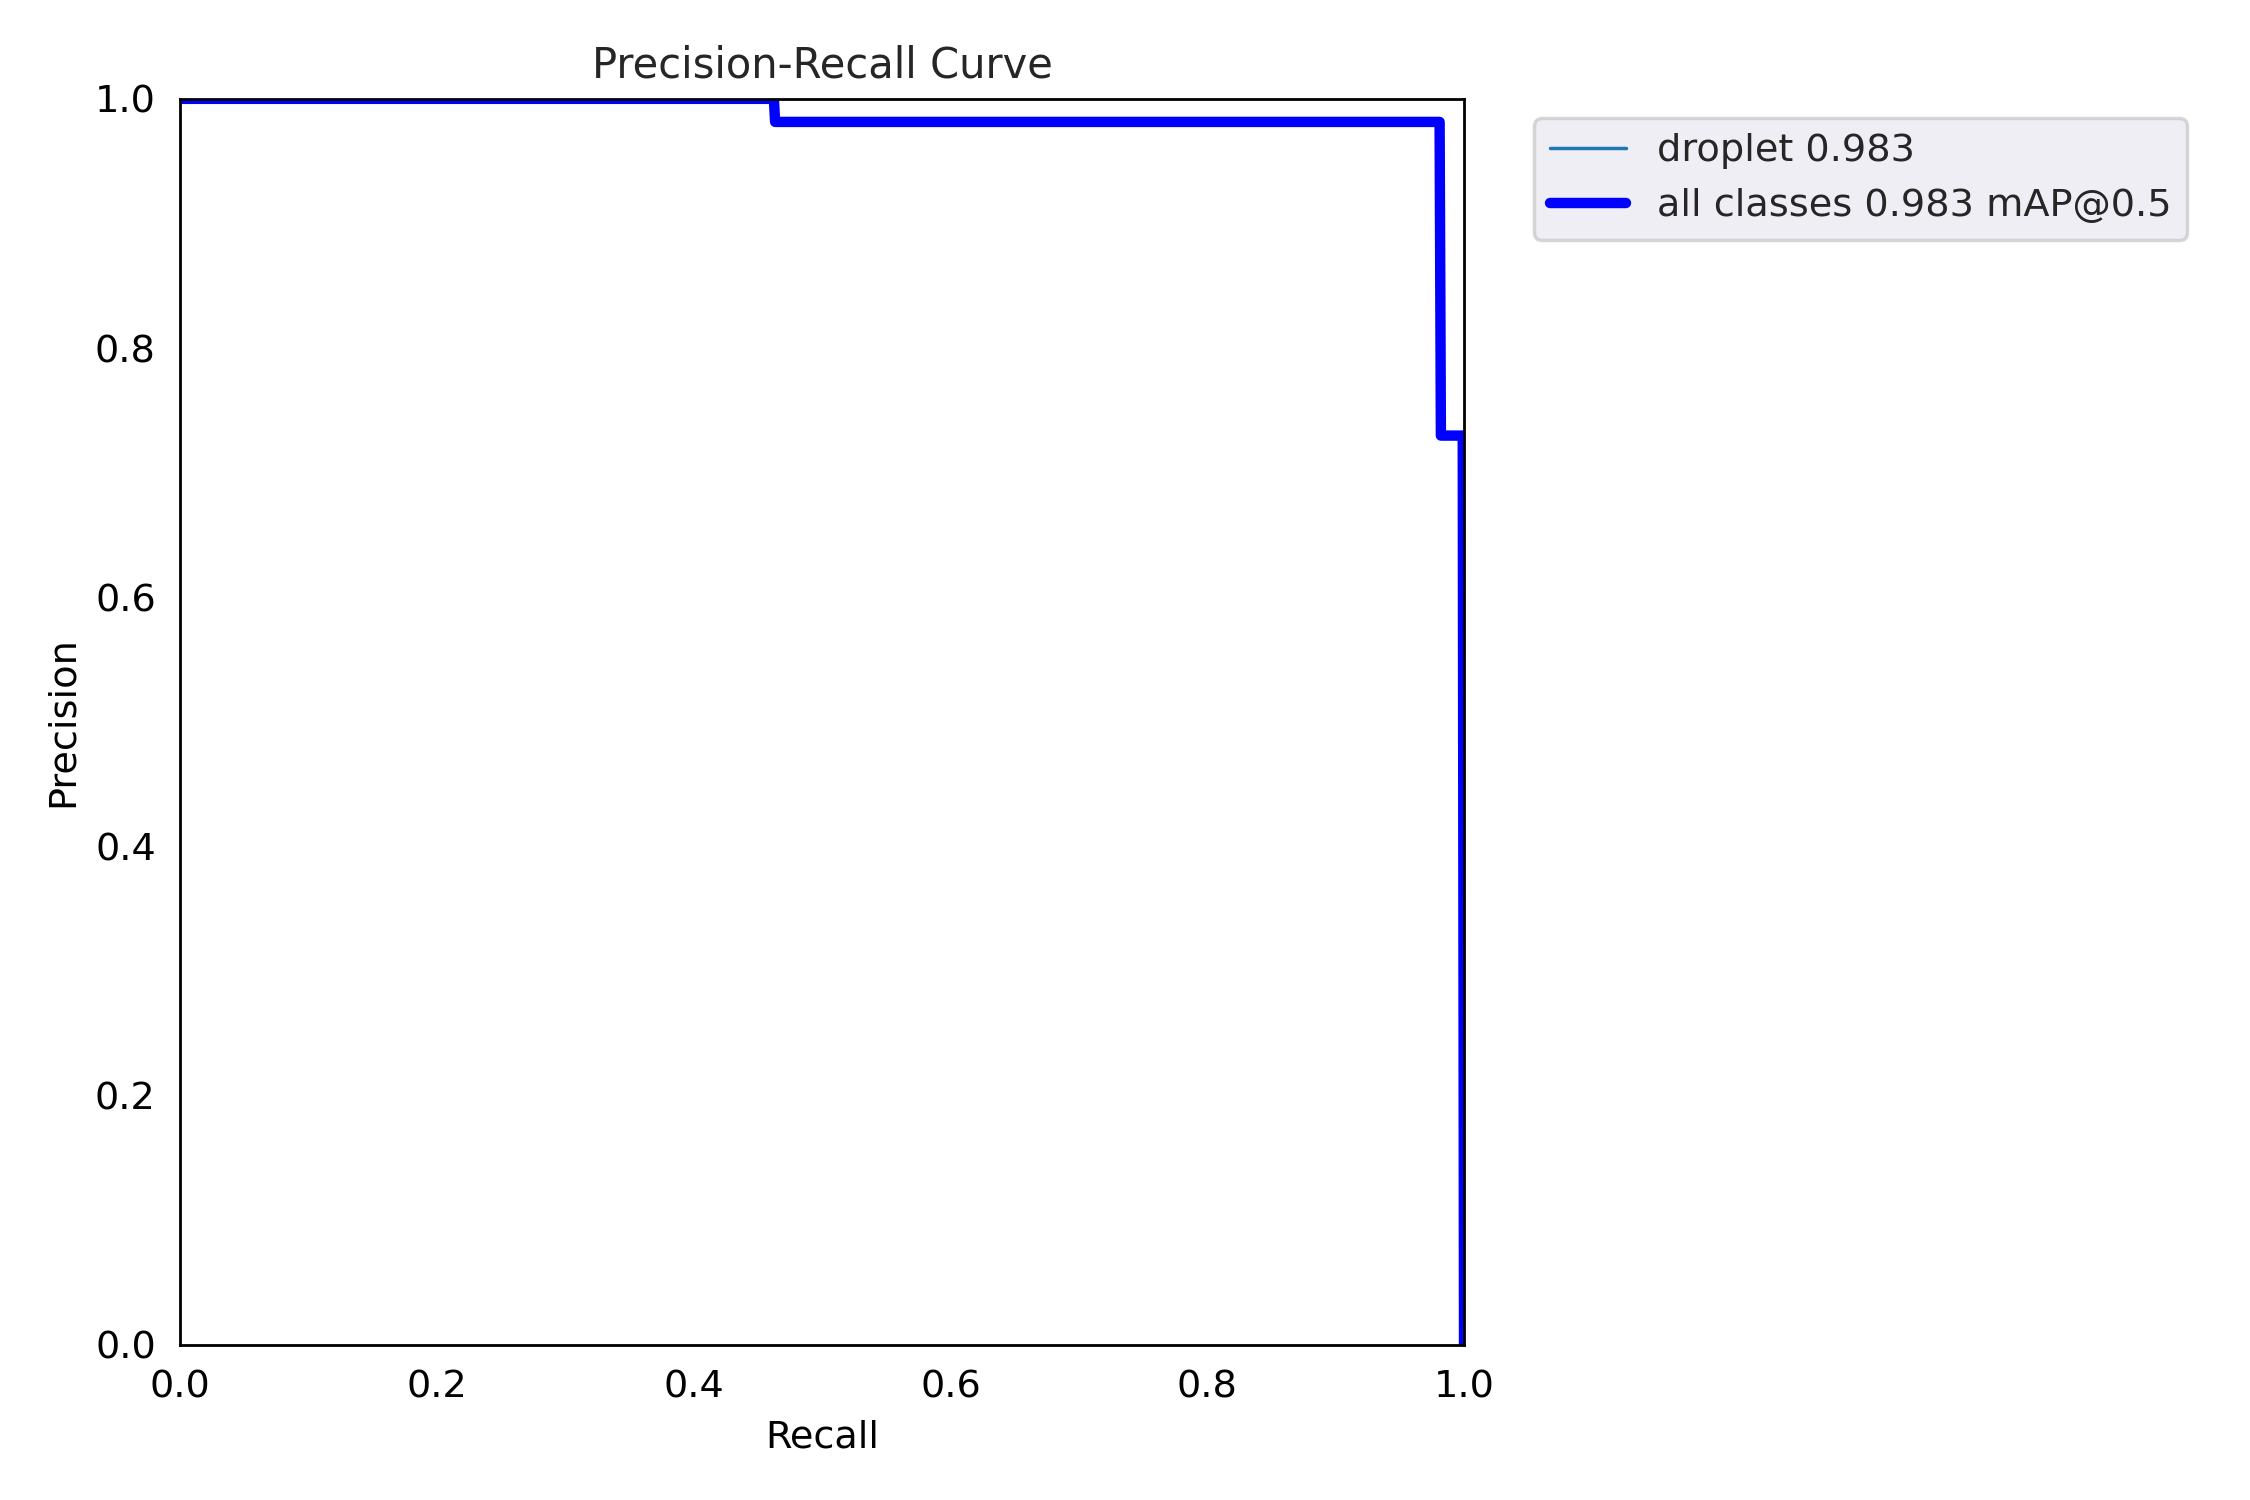 Precision-Recall Curve
1.0
0.8
0.6
0.4
0.2
0.0
Precision
0.0 0.2 0.4 0.6 0.8 1.0
Recall
droplet 0.983
all classes 0.983 mAP@0.5